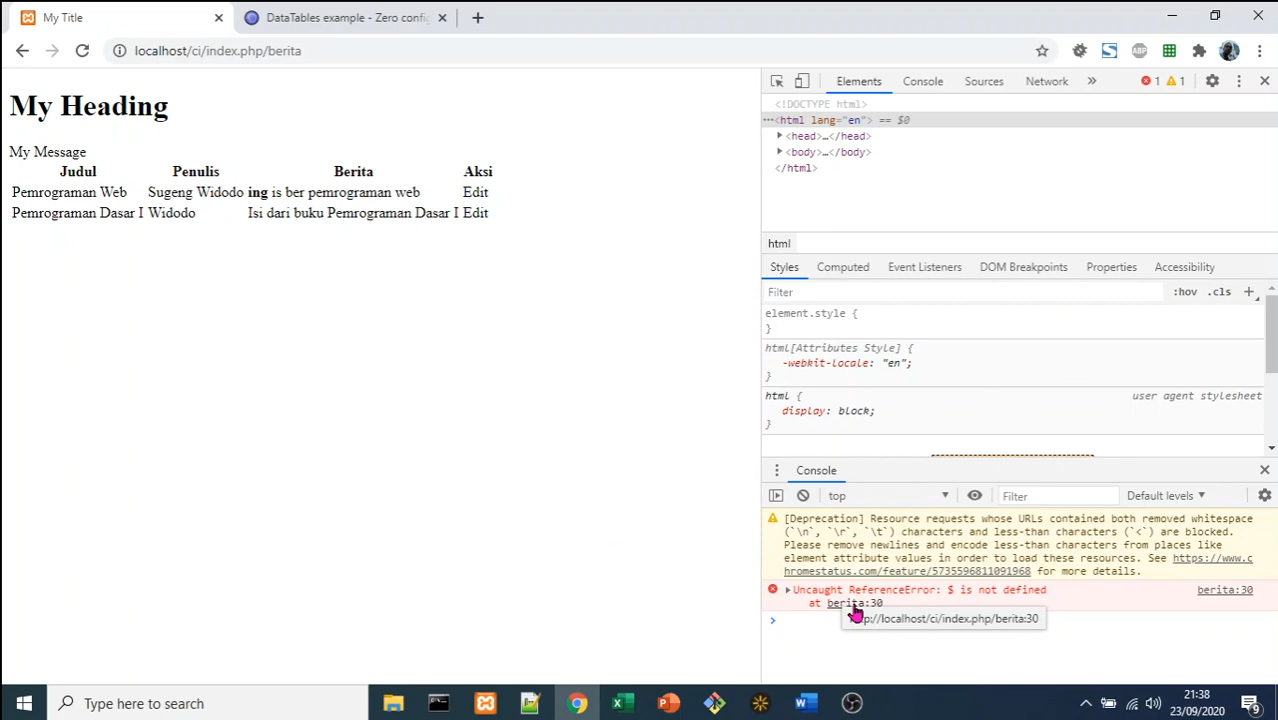 My Title
DataTables example - Zero confi
localhost/ci/index.php/berita
ABP
My Heading
My Message
Judul Penulis Berita Aksi
Pemrograman Web Sugeng Widodo ing is ber pemrograman web Edit
Pemrograman Dasar I Widodo Isi dari buku Pemrograman Dasar I Edit
Elements Console Sources Network » 1 1
<!DOCTYPE html>
···<html lang="en"> == $0
<head>…</head>
<body>…</body>
</html>
html
Styles Computed Event Listeners DOM Breakpoints Properties Accessibility
Filter :hov .cls +
element.style {
}
html[Attributes Style] {
-webkit-locale: "en";
}
html { user agent stylesheet
display: block;
}
Console
top Filter Default levels
[Deprecation] Resource requests whose URLs contained both removed whitespace
(`\n`, `\r`, `\t`) characters and less-than characters (`<`) are blocked.
Please remove newlines and encode less-than characters from places like
element attribute values in order to load these resources. See https://www.c
hromestatus.com/feature/5735596811091968 for more details.
Uncaught ReferenceError: $ is not defined berita:30
at berita:30
p://localhost/ci/index.php/berita:30
Type here to search
21:38
23/09/2020
9